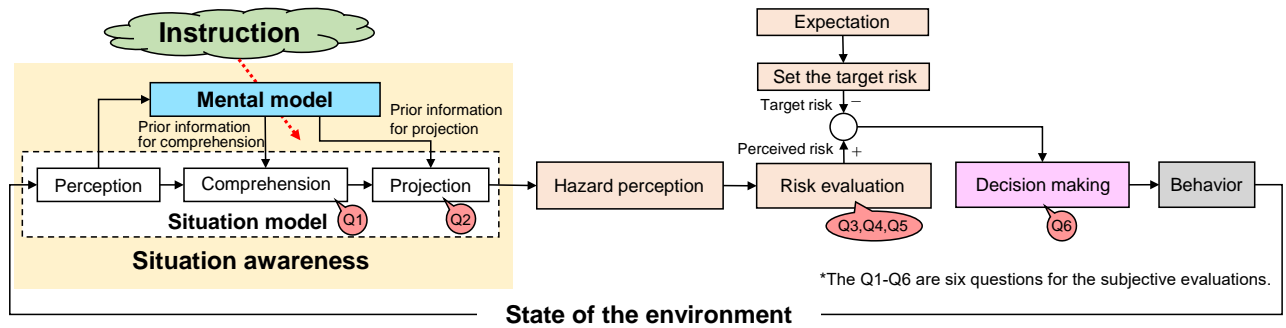 Instruction
Expectation
Set the target risk
Mental model
Target risk
−
Prior information
for comprehension
Prior information
for projection
Perceived risk
+
Perception
Comprehension
Projection
Hazard perception
Risk evaluation
Decision making
Behavior
Situation model
Q1
Q2
Q3,Q4,Q5
Q6
Situation awareness
*The Q1-Q6 are six questions for the subjective evaluations.
State of the environment